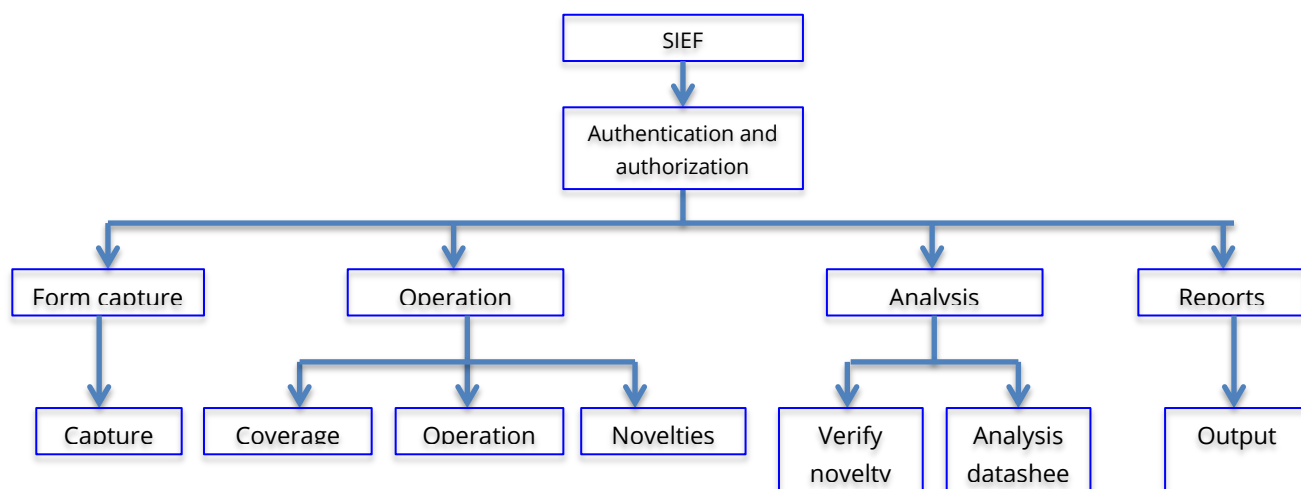 SIEF
Authentication and
authorization
Form capture
Operation
Analysis
Reports
Capture
Coverage
Operation
Novelties
Verify
novelty
Analysis
datashee
Output